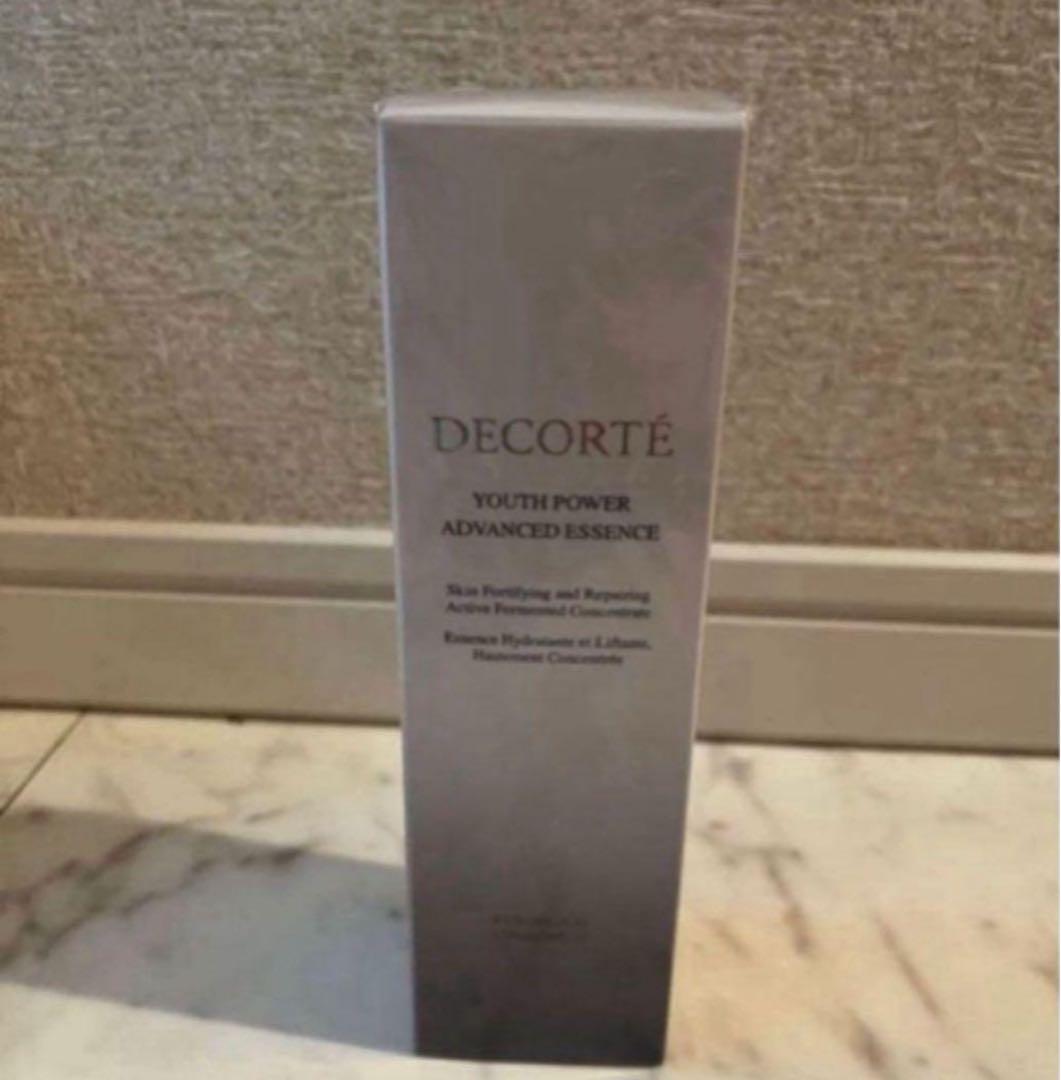 DECORTÉ
YOUTH POWER
ADVANCED ESSENCE
Skin Fortifying and Repairing
Active Fermented Concentrate
Essence Hydratante et Liftante,
Hautement Concentrée